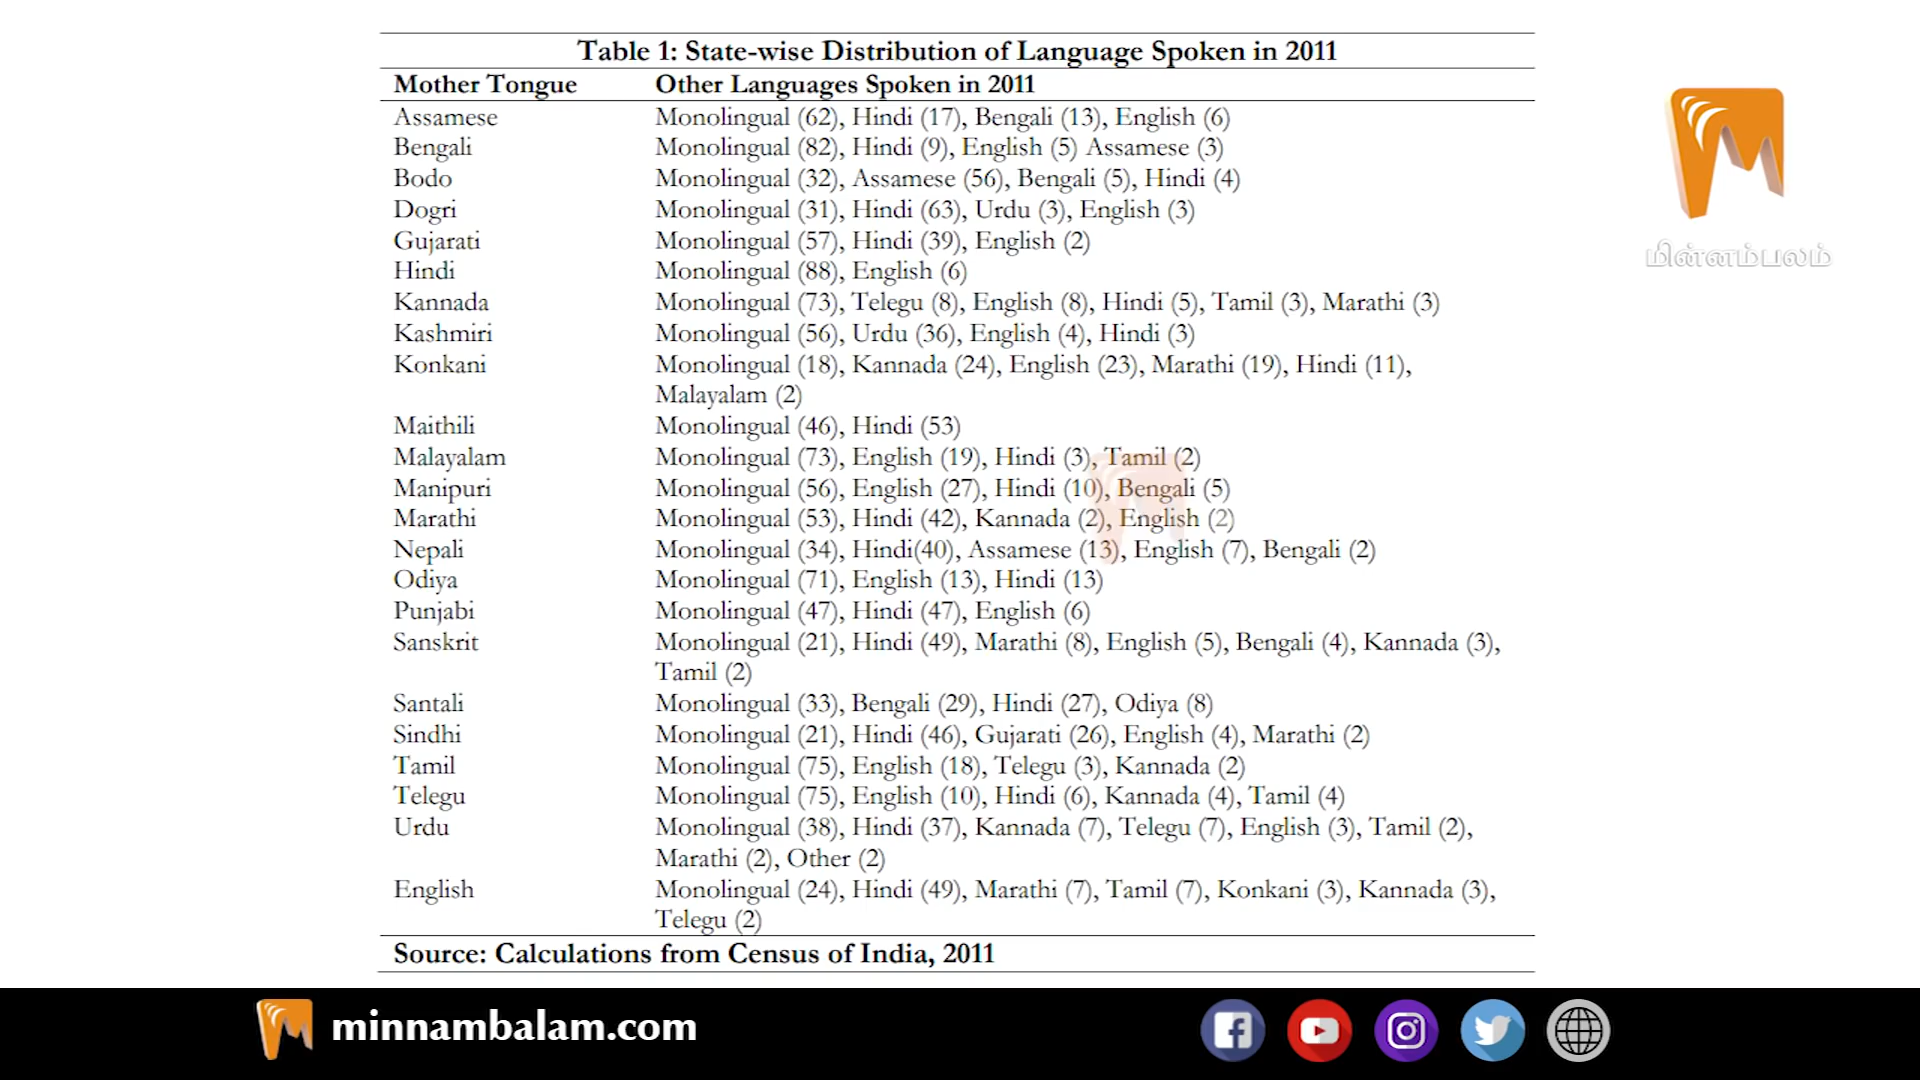 Table 1: State-wise Distribution of Language Spoken in 2011
Mother Tongue Other Languages Spoken in 2011
Assamese Monolingual (62), Hindi (17), Bengali (13), English (6)
Bengali Monolingual (82), Hindi (9), English (5) Assamese (3)
Bodo Monolingual (32), Assamese (56), Bengali (5), Hindi (4)
Dogri Monolingual (31), Hindi (63), Urdu (3), English (3)
Gujarati Monolingual (57), Hindi (39), English (2)
Hindi Monolingual (88), English (6)
Kannada Monolingual (73), Telegu (8), English (8), Hindi (5), Tamil (3), Marathi (3)
Kashmiri Monolingual (56), Urdu (36), English (4), Hindi (3)
Konkani Monolingual (18), Kannada (24), English (23), Marathi (19), Hindi (11),
Malayalam (2)
Maithili Monolingual (46), Hindi (53)
Malayalam Monolingual (73), English (19), Hindi (3), Tamil (2)
Manipuri Monolingual (56), English (27), Hindi (10), Bengali (5)
Marathi Monolingual (53), Hindi (42), Kannada (2), English (2)
Nepali Monolingual (34), Hindi(40), Assamese (13), English (7), Bengali (2)
Odiya Monolingual (71), English (13), Hindi (13)
Punjabi Monolingual (47), Hindi (47), English (6)
Sanskrit Monolingual (21), Hindi (49), Marathi (8), English (5), Bengali (4), Kannada (3),
Tamil (2)
Santali Monolingual (33), Bengali (29), Hindi (27), Odiya (8)
Sindhi Monolingual (21), Hindi (46), Gujarati (26), English (4), Marathi (2)
Tamil Monolingual (75), English (18), Telegu (3), Kannada (2)
Telegu Monolingual (75), English (10), Hindi (6), Kannada (4), Tamil (4)
Urdu Monolingual (38), Hindi (37), Kannada (7), Telegu (7), English (3), Tamil (2),
Marathi (2), Other (2)
English Monolingual (24), Hindi (49), Marathi (7), Tamil (7), Konkani (3), Kannada (3),
Telegu (2)
Source: Calculations from Census of India, 2011
மின்னம்பலம்
minnambalam.com